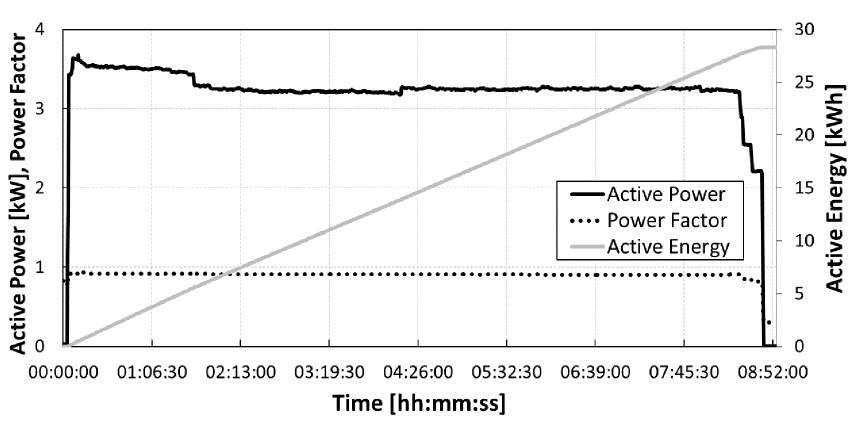 Active Power [kW], Power Factor
4
3
2
1
0
30
25
20
15
10
5
0
Active Energy [kWh]
Active Power
Power Factor
Active Energy
00:00:00 01:06:30 02:13:00 03:19:30 04:26:00 05:32:30 06:39:00 07:45:30 08:52:00
Time [hh:mm:ss]